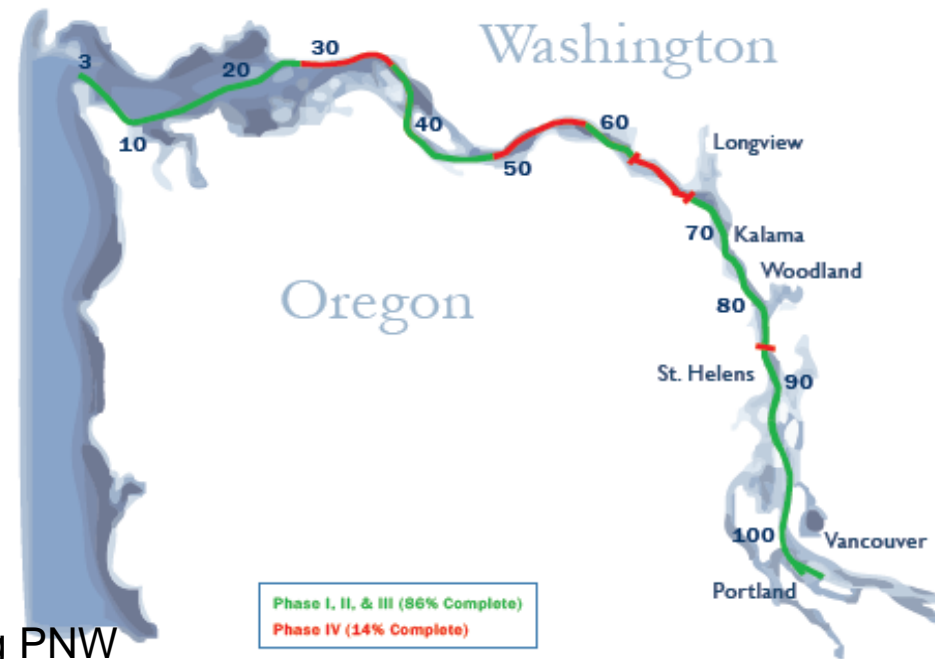 Washington
3
30
20
10
40
60
50
Longview
70
Kalama
Woodland
80
Oregon
St. Helens
90
100
Vancouver
Portland
Phase I, II, & III (86% Complete)
Phase IV (14% Complete)
PNW